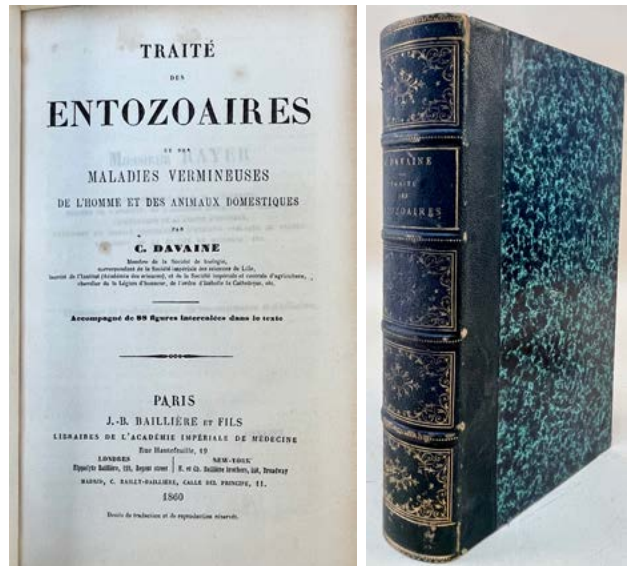 TRAITÉ
DES
ENTOZOAIRES
ET DES
MALADIES VERMINEUSES
DE L'HOMME ET DES ANIMAUX DOMESTIQUES
PAR
C. DAVAINE
Membre de la Société de biologie,
correspondant de la Société impériale des sciences de Lille,
lauréat de l'Institut (Académie des sciences), et de la Société impériale et centrale d'agriculture,
chevalier de la Légion d'honneur, de l'ordre d'Isabelle la Catholique, etc.
Accompagné de 88 figures intercalées dans le texte
PARIS
J.-B. BAILLIÈRE ET FILS
LIBRAIRES DE L'ACADÉMIE IMPÉRIALE DE MÉDECINE
Rue Hautefeuille, 19
LONDRES
Hippolyte Baillière, 219, Regent street
NEW-YORK
H. et Ch. Baillière brothers, 440, Broadway
MADRID, C. BAILLY-BAILLIÈRE, CALLE DEL PRINCIPE, 11.
1860
Droits de traduction et de reproduction réservés.
DAVAINE
TRAITÉ
DES
ENTOZOAIRES